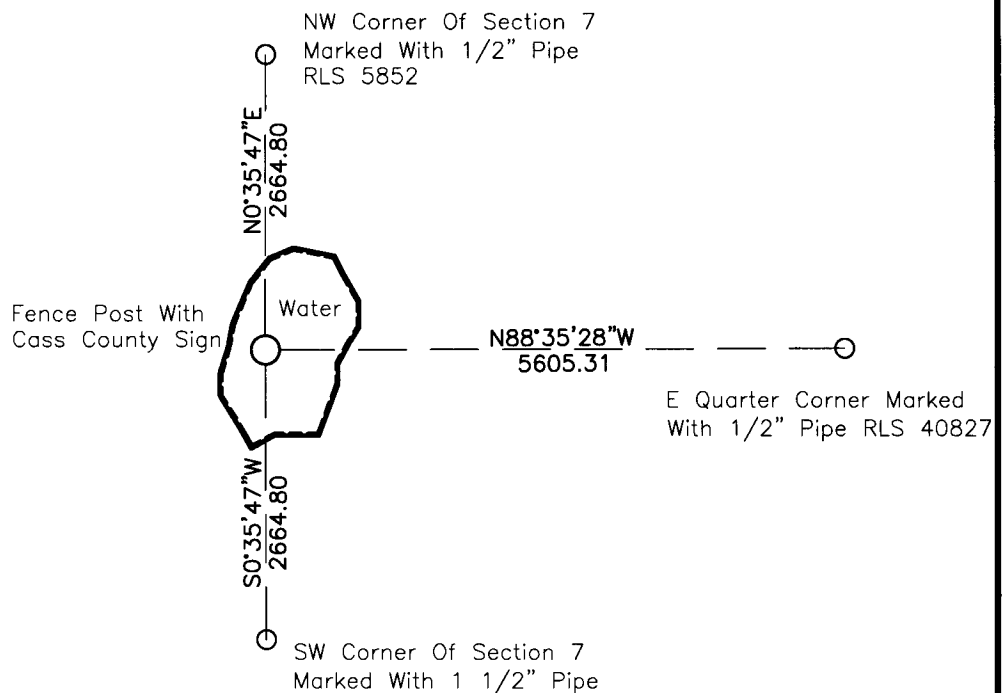 NW Corner Of Section 7
Marked With 1/2" Pipe
RLS 5852
N0°35'47"E
2664.80
Fence Post With
Cass County Sign
Water
N88°35'28"W
5605.31
E Quarter Corner Marked
With 1/2" Pipe RLS 40827
S0°35'47"W
2664.80
SW Corner Of Section 7
Marked With 1 1/2" Pipe